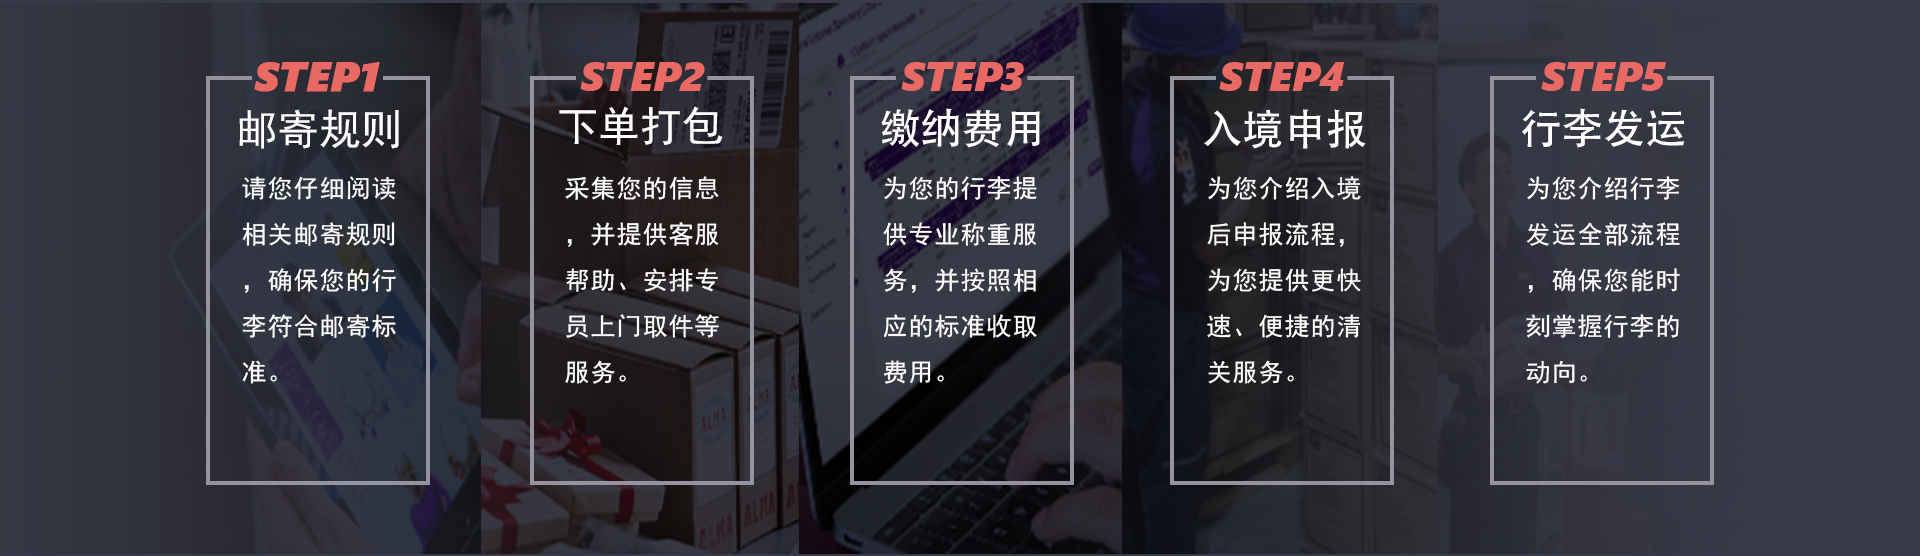 STEP1
邮寄规则
请您仔细阅读
相关邮寄规则
，确保您的行
李符合邮寄标
准。
STEP2
下单打包
采集您的信息
，并提供客服
帮助、安排专
员上门取件等
服务。
STEP3
缴纳费用
为您的行李提
供专业称重服
务，并按照相
应的标准收取
费用。
STEP4
入境申报
为您介绍入境
后申报流程，
为您提供更快
速、便捷的清
关服务。
STEP5
行李发运
为您介绍行李
发运全部流程
，确保您能时
刻掌握行李的
动向。
ALMA
ALMA
ALMA
ALMA